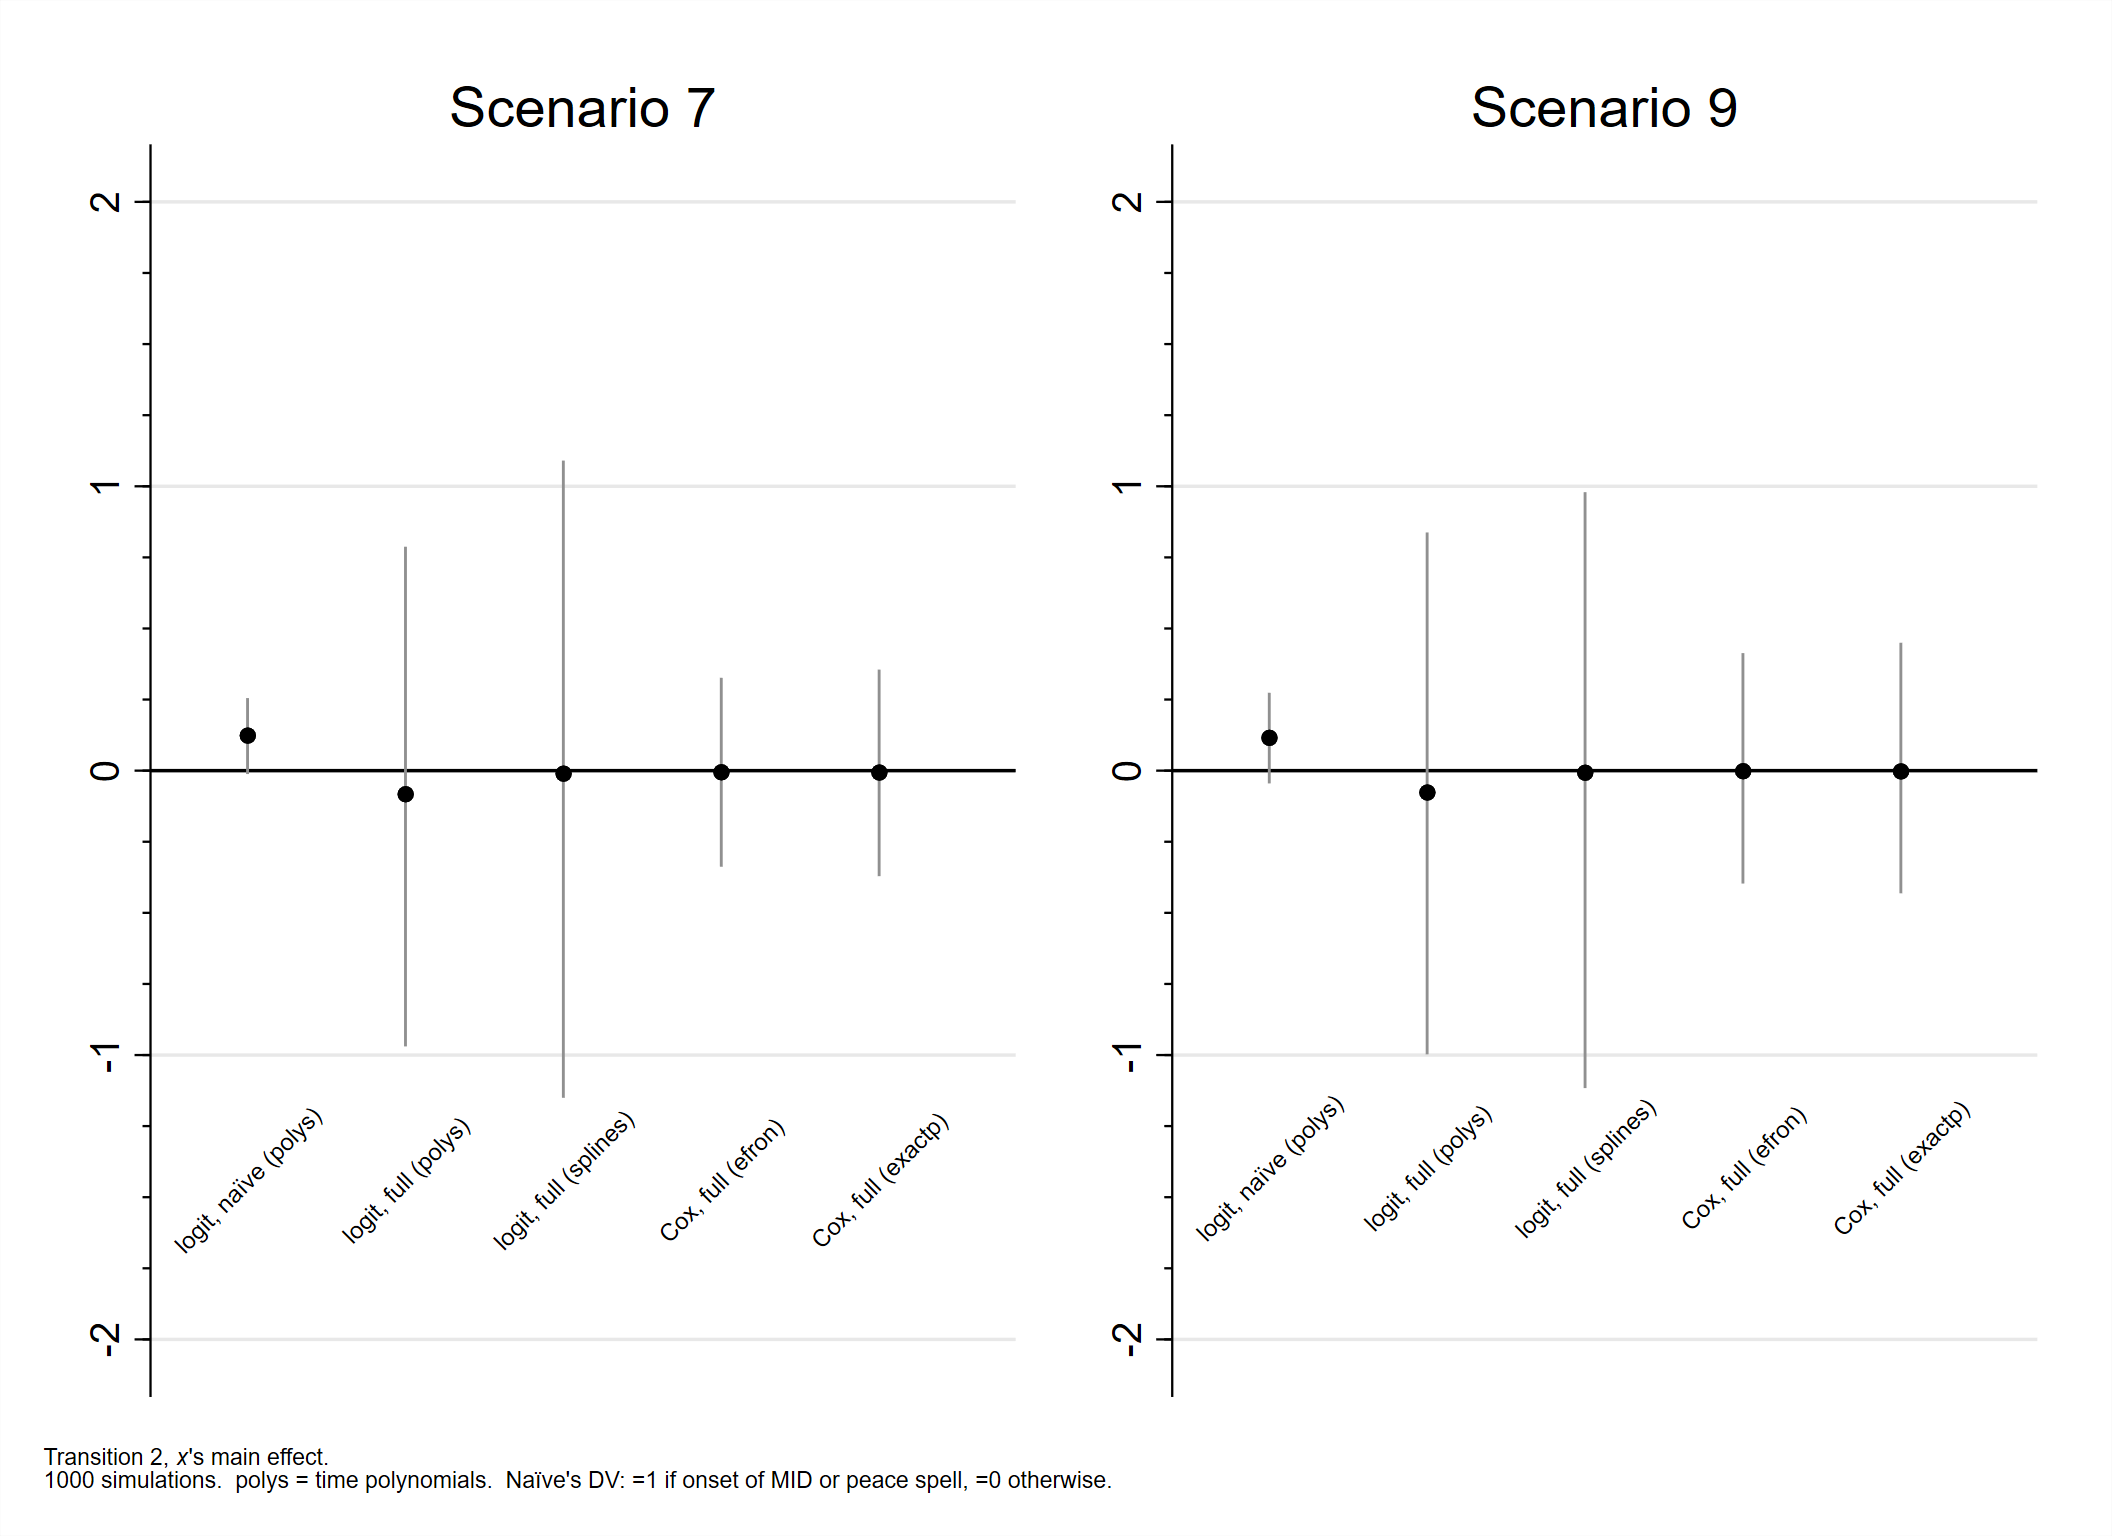 Scenario 7
2
1
0
-1
-2
logit, naïve (polys)
logit, full (polys)
logit, full (splines)
Cox, full (efron)
Cox, full (exactp)
Scenario 9
2
1
0
-1
-2
logit, naïve (polys)
logit, full (polys)
logit, full (splines)
Cox, full (efron)
Cox, full (exactp)
Transition 2, x's main effect.
1000 simulations.  polys = time polynomials.  Naïve's DV: =1 if onset of MID or peace spell, =0 otherwise.